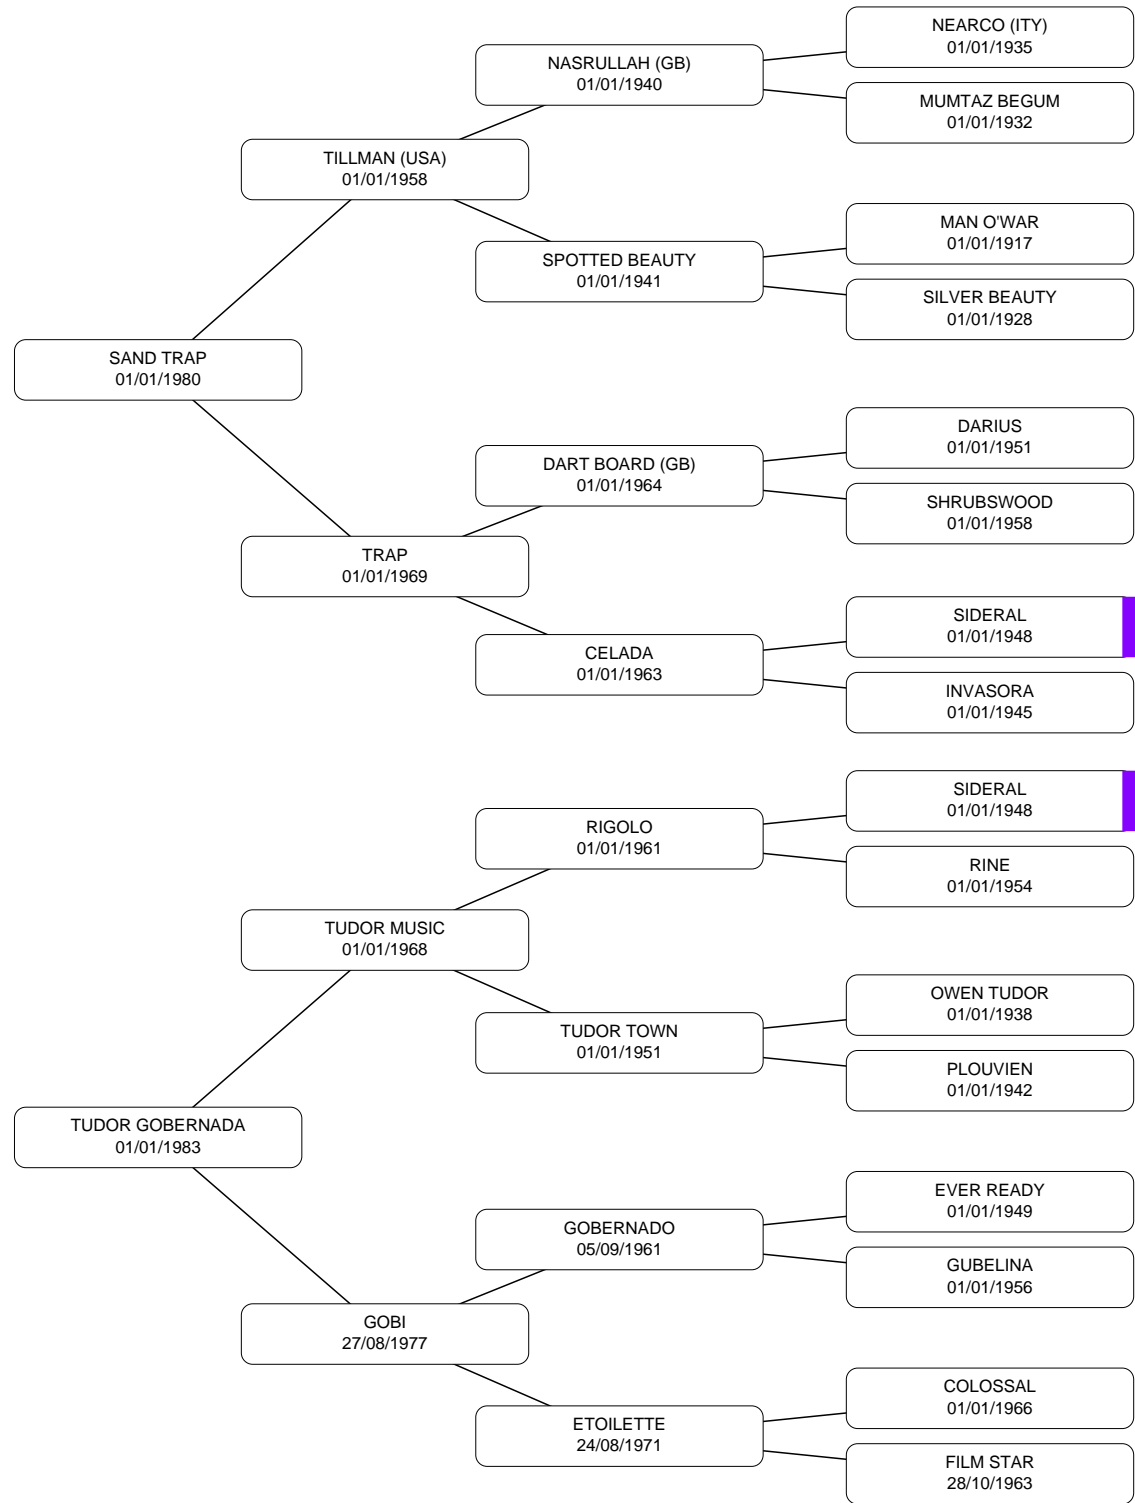 NEARCO (ITY)
01/01/1935
NASRULLAH (GB)
01/01/1940
MUMTAZ BEGUM
01/01/1932
TILLMAN (USA)
01/01/1958
MAN O'WAR
01/01/1917
SPOTTED BEAUTY
01/01/1941
SILVER BEAUTY
01/01/1928
SAND TRAP
01/01/1980
DARIUS
01/01/1951
DART BOARD (GB)
01/01/1964
SHRUBSWOOD
01/01/1958
TRAP
01/01/1969
SIDERAL
01/01/1948
CELADA
01/01/1963
INVASORA
01/01/1945
SIDERAL
01/01/1948
RIGOLO
01/01/1961
RINE
01/01/1954
TUDOR MUSIC
01/01/1968
OWEN TUDOR
01/01/1938
TUDOR TOWN
01/01/1951
PLOUVIEN
01/01/1942
TUDOR GOBERNADA
01/01/1983
EVER READY
01/01/1949
GOBERNADO
05/09/1961
GUBELINA
01/01/1956
GOBI
27/08/1977
COLOSSAL
01/01/1966
ETOILETTE
24/08/1971
FILM STAR
28/10/1963